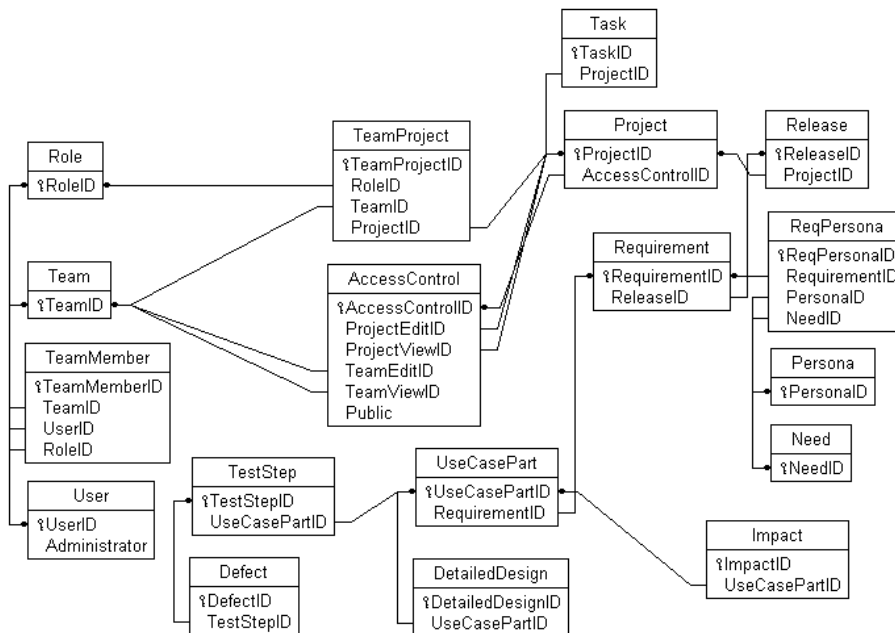 Task
TaskID
ProjectID
TeamProject
TeamProjectID
RoleID
TeamID
ProjectID
Project
ProjectID
AccessControlID
Release
ReleaseID
ProjectID
Role
RoleID
ReqPersona
ReqPersonaID
RequirementID
PersonaID
NeedID
Requirement
RequirementID
ReleaseID
Team
TeamID
AccessControl
AccessControlID
ProjectEditID
ProjectViewID
TeamEditID
TeamViewID
Public
TeamMember
TeamMemberID
TeamID
UserID
RoleID
Persona
PersonaID
Need
NeedID
User
UserID
Administrator
TestStep
TestStepID
UseCasePartID
UseCasePart
UseCasePartID
RequirementID
Impact
ImpactID
UseCasePartID
Defect
DefectID
TestStepID
DetailedDesign
DetailedDesignID
UseCasePartID